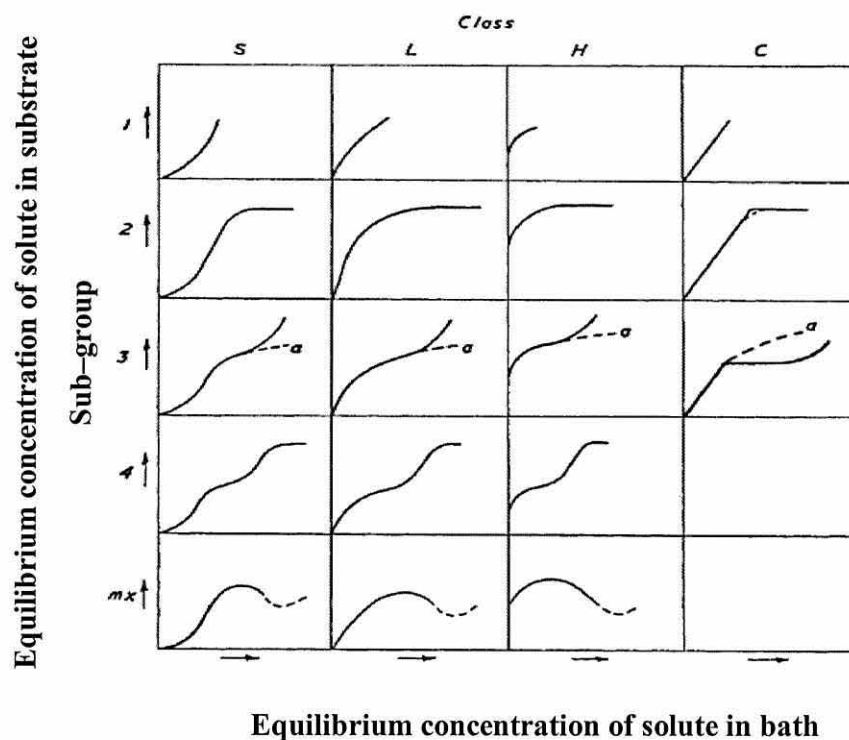 Class
S L H C
Equilibrium concentration of solute in substrate
Sub-group
1
2
3 a a a a
4
mx
Equilibrium concentration of solute in bath